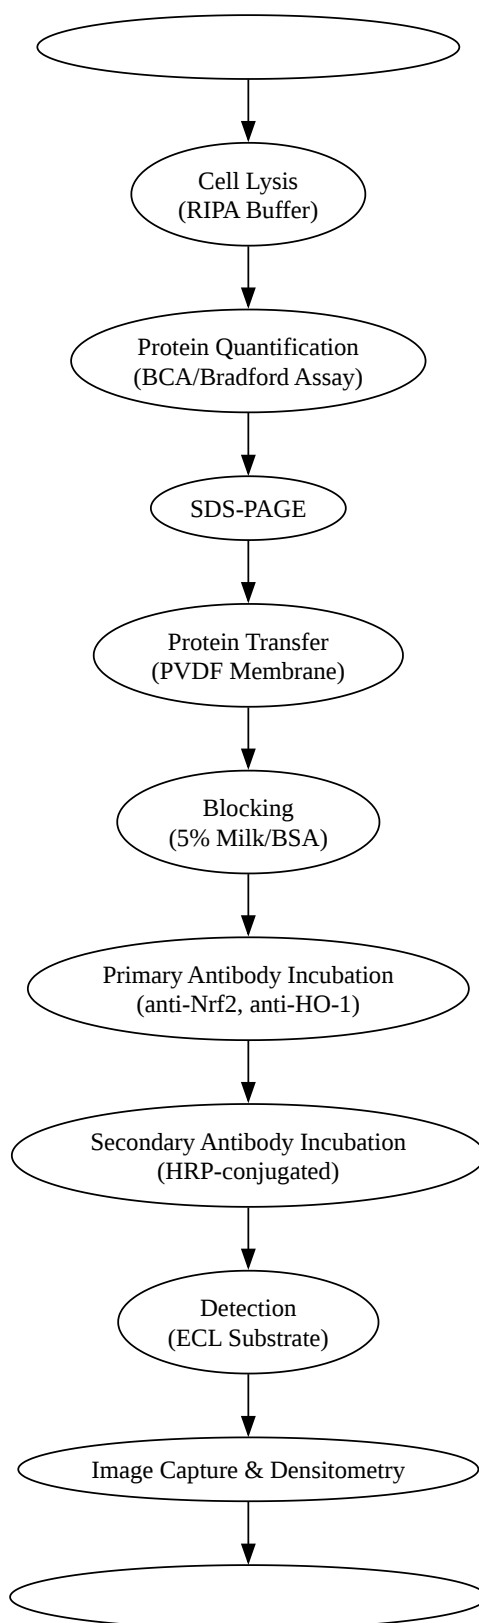 Cell Lysis
(RIPA Buffer)
Protein Quantification
(BCA/Bradford Assay)
SDS-PAGE
Protein Transfer
(PVDF Membrane)
Blocking
(5% Milk/BSA)
Primary Antibody Incubation
(anti-Nrf2, anti-HO-1)
Secondary Antibody Incubation
(HRP-conjugated)
Detection
(ECL Substrate)
Image Capture & Densitometry